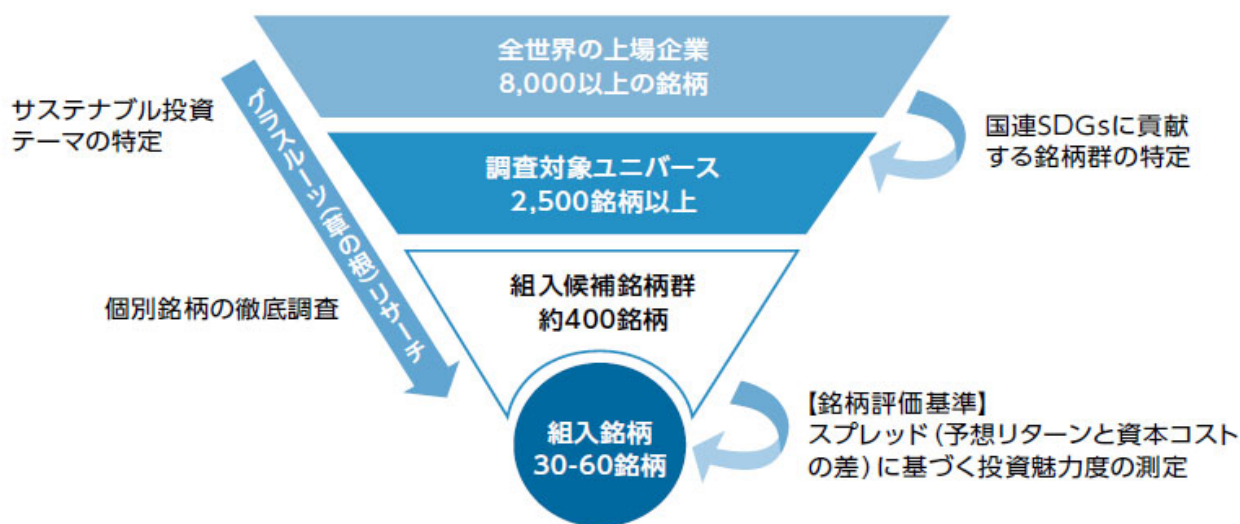 全世界の上場企業
8,000以上の銘柄
サステナブル投資
テーマの特定
グラスルーツ(草の根)リサーチ
国連SDGsに貢献
する銘柄群の特定
調査対象ユニバース
2,500銘柄以上
組入候補銘柄群
約400銘柄
個別銘柄の徹底調査
組入銘柄
30-60銘柄
【銘柄評価基準】
スプレッド(予想リターンと資本コスト
の差)に基づく投資魅力度の測定